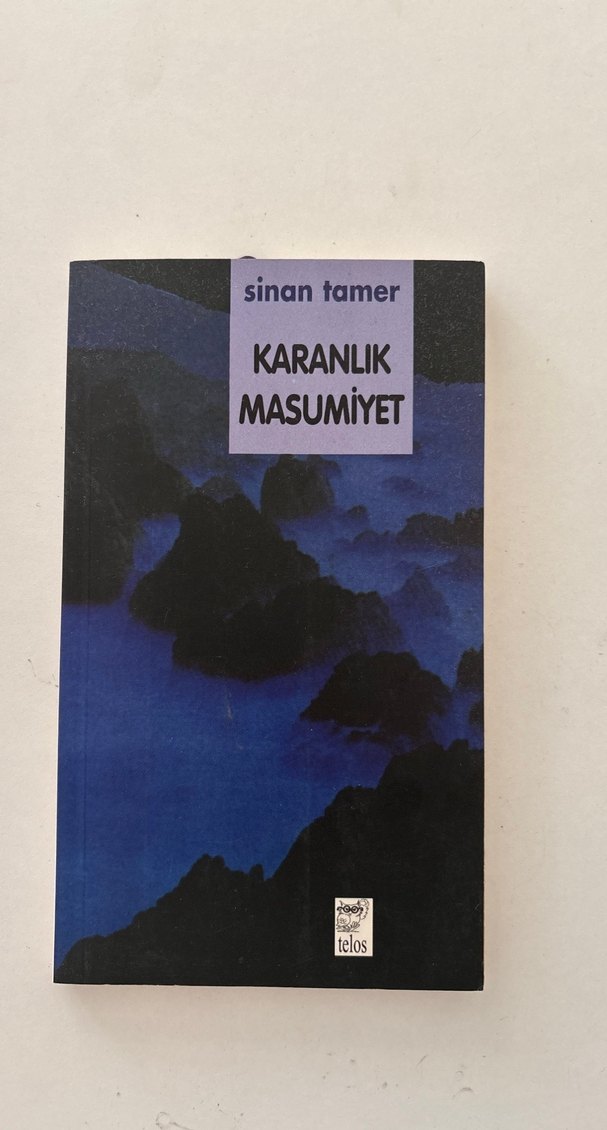 sinan tamer
KARANLIK
MASUMİYET
telos